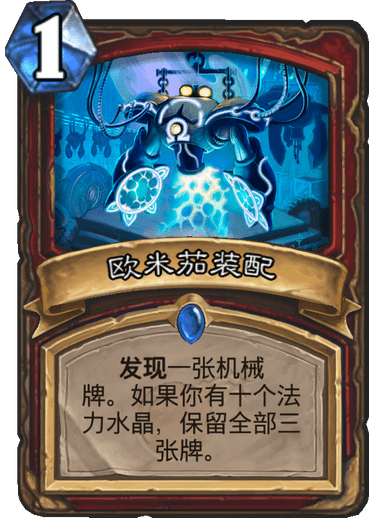 1
欧米茄装配
发现一张机械
牌。如果你有十个法
力水晶，保留全部三
张牌。